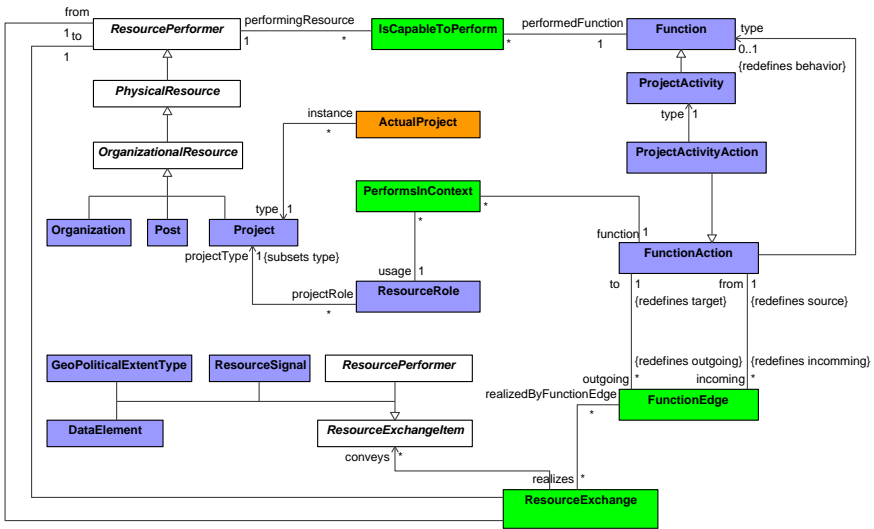 from
1 to
1
ResourcePerformer
performingResource
1
*
IsCapableToPerform
*
performedFunction
1
Function
type
0..1
{redefines behavior}
PhysicalResource
ProjectActivity
type 1
instance
*
ActualProject
OrganizationalResource
ProjectActivityAction
PerformsInContext
*
*
type 1
Organization
Post
Project
function 1
projectType 1 {subsets type}
FunctionAction
usage 1
to 1
from 1
projectRole
*
ResourceRole
{redefines target}
{redefines source}
GeoPoliticalExtentType
ResourceSignal
ResourcePerformer
{redefines outgoing}
{redefines incomming}
outgoing *
incoming *
realizedByFunctionEdge
*
FunctionEdge
DataElement
ResourceExchangeItem
conveys *
realizes *
ResourceExchange